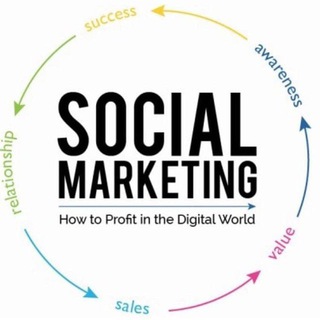 success
awareness
SOCIAL
MARKETING
How to Profit in the Digital World
relationship
value
sales